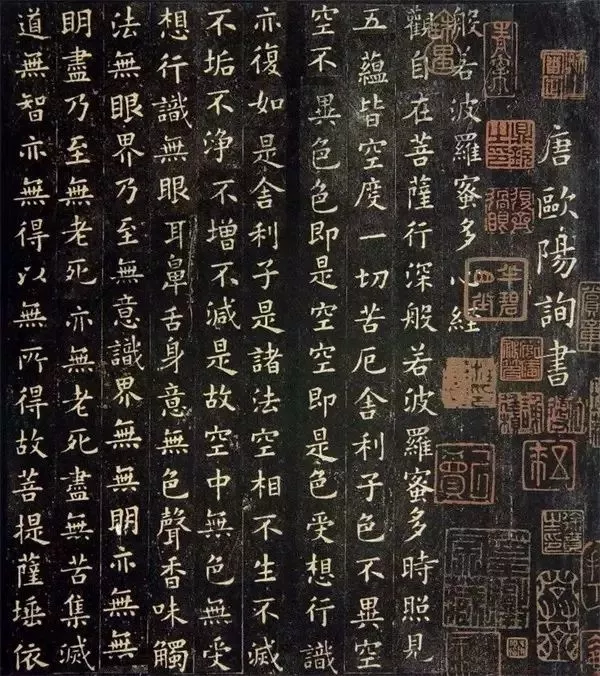 唐歐陽詢書
般若波羅蜜多心經
觀自在菩薩行深般若波羅蜜多時照見
五蘊皆空度一切苦厄舍利子色不異空
空不異色色即是空空即是色受想行識
亦復如是舍利子是諸法空相不生不滅
不垢不淨不增不減是故空中無色無受
想行識無眼耳鼻舌身意無色聲香味觸
法無眼界乃至無意識界無無明亦無無
明盡乃至無老死亦無老死盡無苦集滅
道無智亦無得以無所得故菩提薩埵依